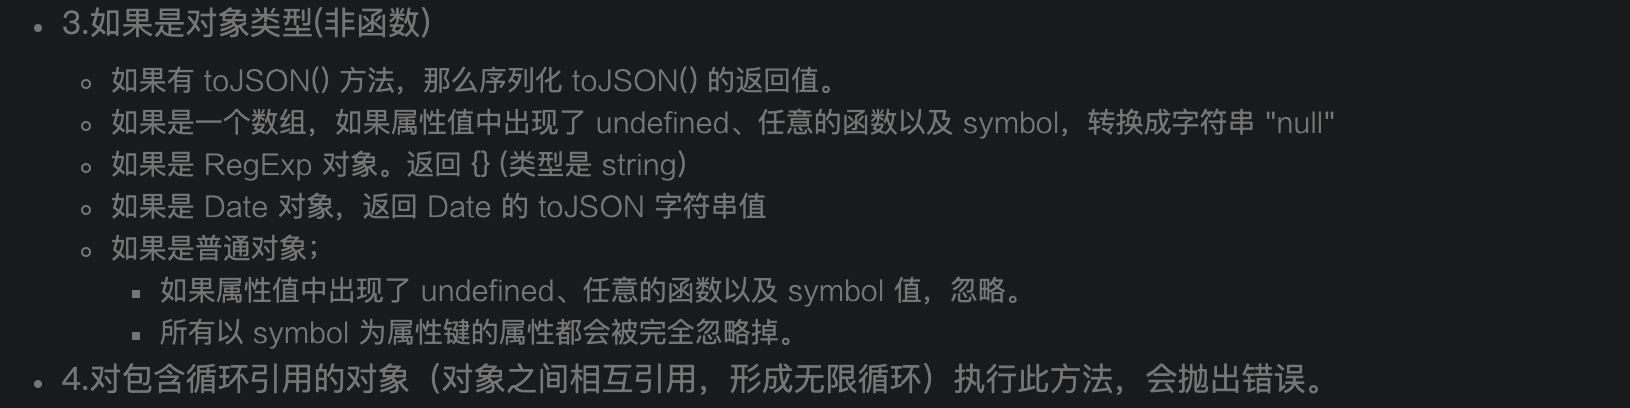 3.如果是对象类型(非函数)
如果有 toJSON() 方法，那么序列化 toJSON() 的返回值。
如果是一个数组，如果属性值中出现了 undefined、任意的函数以及 symbol，转换成字符串 "null"
如果是 RegExp 对象。返回 {} (类型是 string)
如果是 Date 对象，返回 Date 的 toJSON 字符串值
如果是普通对象；
如果属性值中出现了 undefined、任意的函数以及 symbol 值，忽略。
所有以 symbol 为属性键的属性都会被完全忽略掉。
4.对包含循环引用的对象（对象之间相互引用，形成无限循环）执行此方法，会抛出错误。